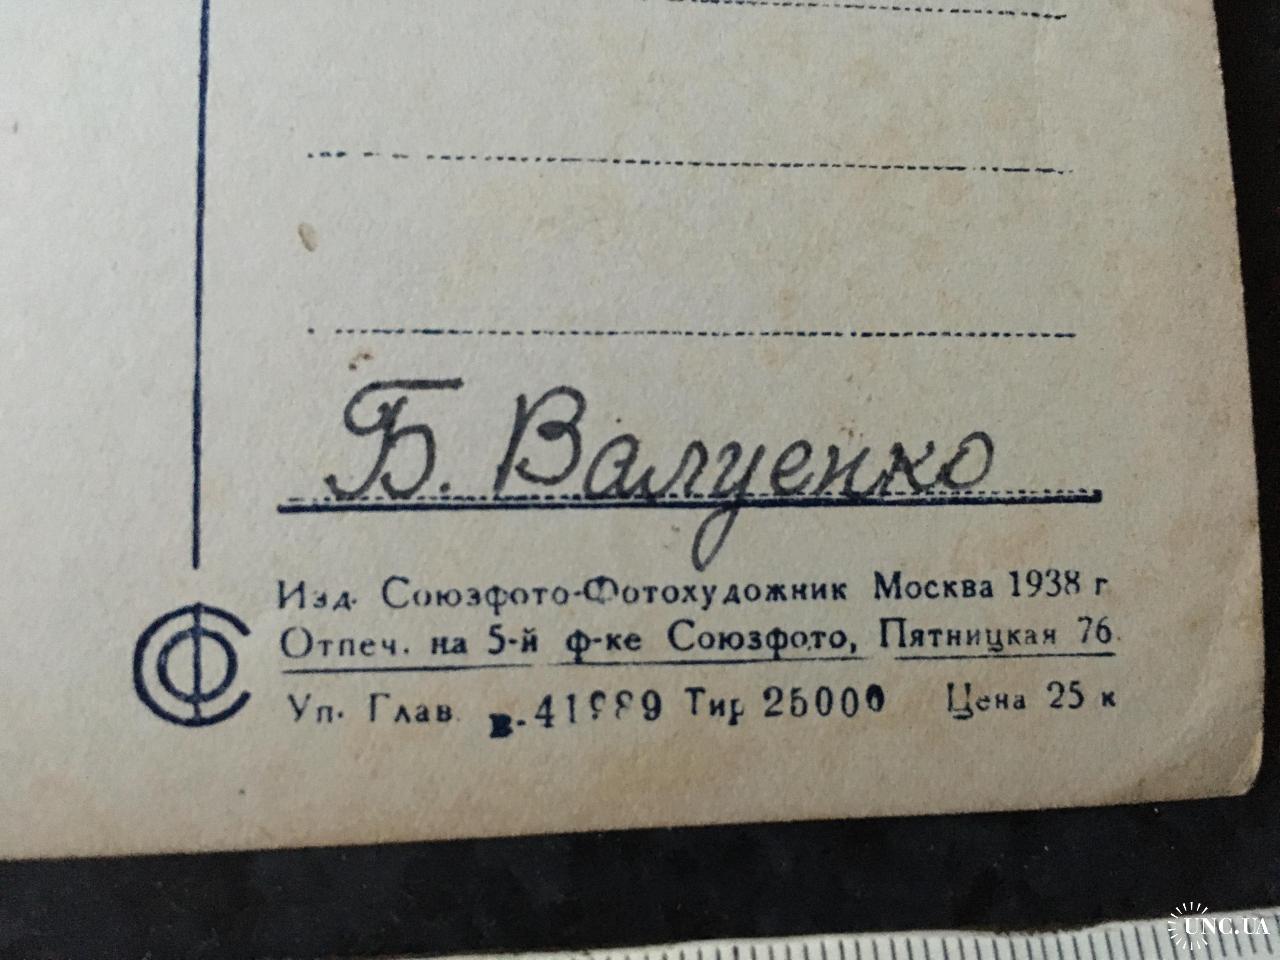 Б. Валуенко
Изд. Союзфото-Фотохудожник Москва 1938 г
Отпеч. на 5-й ф-ке Союзфото, Пятницкая 76.
Уп. Глав. в.-41989 Тир 25000 Цена 25 к
UNC.UA